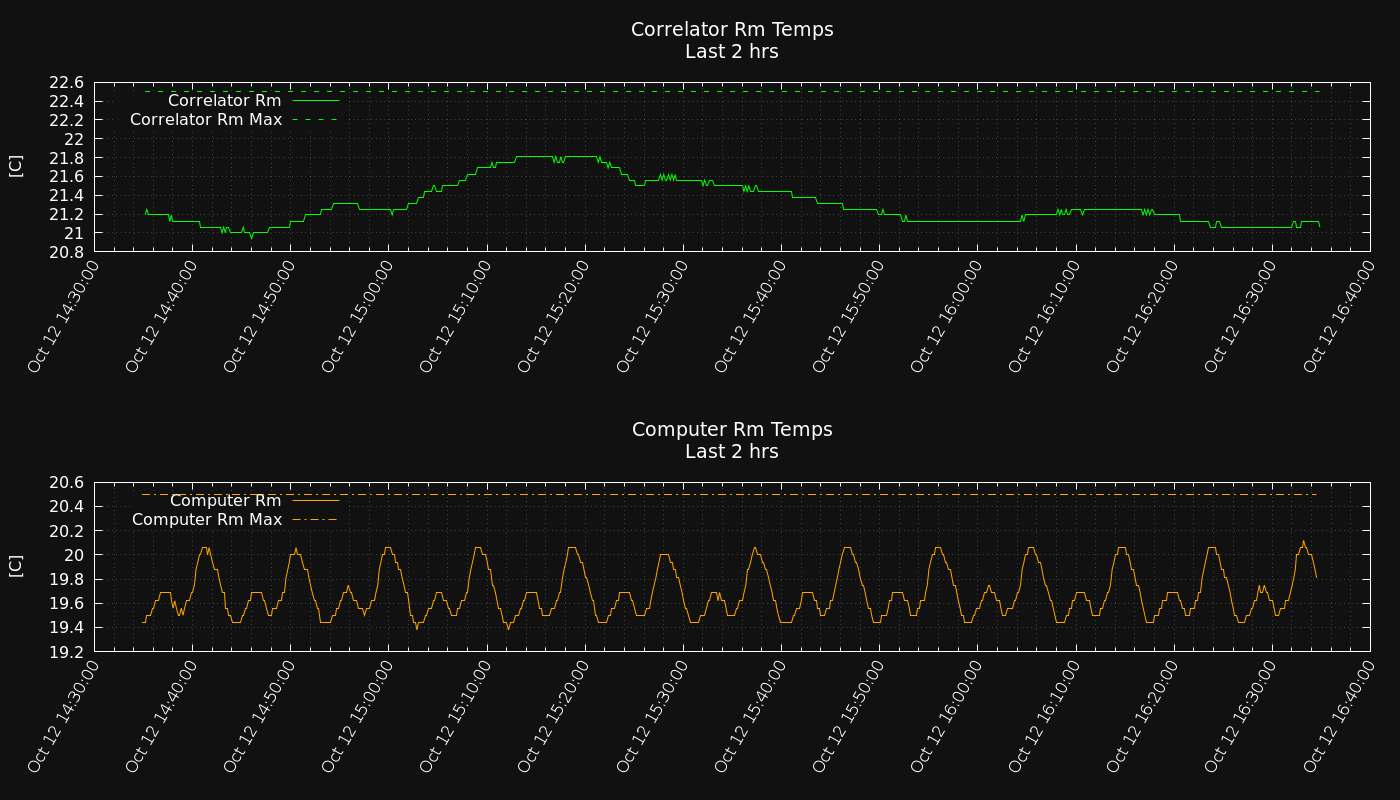 Correlator Rm Temps
Last 2 hrs
22.6
22.4
22.2
22
21.8
21.6
21.4
21.2
21
20.8
[C]
Correlator Rm
Correlator Rm Max
Oct 12 14:30:00
Oct 12 14:40:00
Oct 12 14:50:00
Oct 12 15:00:00
Oct 12 15:10:00
Oct 12 15:20:00
Oct 12 15:30:00
Oct 12 15:40:00
Oct 12 15:50:00
Oct 12 16:00:00
Oct 12 16:10:00
Oct 12 16:20:00
Oct 12 16:30:00
Oct 12 16:40:00
Computer Rm Temps
Last 2 hrs
20.6
20.4
20.2
20
19.8
19.6
19.4
19.2
[C]
Computer Rm
Computer Rm Max
Oct 12 14:30:00
Oct 12 14:40:00
Oct 12 14:50:00
Oct 12 15:00:00
Oct 12 15:10:00
Oct 12 15:20:00
Oct 12 15:30:00
Oct 12 15:40:00
Oct 12 15:50:00
Oct 12 16:00:00
Oct 12 16:10:00
Oct 12 16:20:00
Oct 12 16:30:00
Oct 12 16:40:00